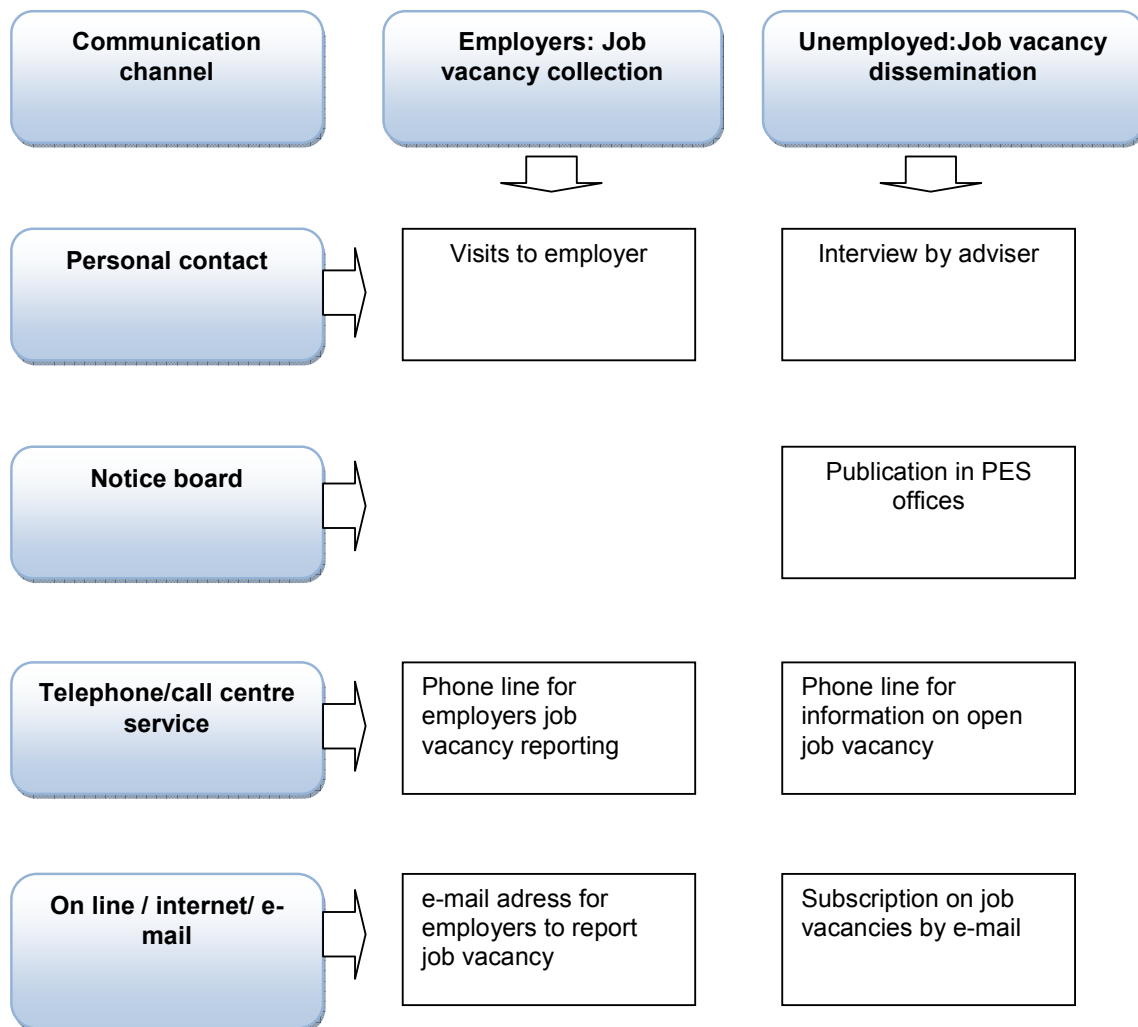 Communication
channel
Employers: Job
vacancy collection
Unemployed:Job vacancy
dissemination
Personal contact
Visits to employer
Interview by adviser
Notice board
Publication in PES
offices
Telephone/call centre
service
Phone line for
employers job
vacancy reporting
Phone line for
information on open
job vacancy
On line / internet/ e-
mail
e-mail adress for
employers to report
job vacancy
Subscription on job
vacancies by e-mail